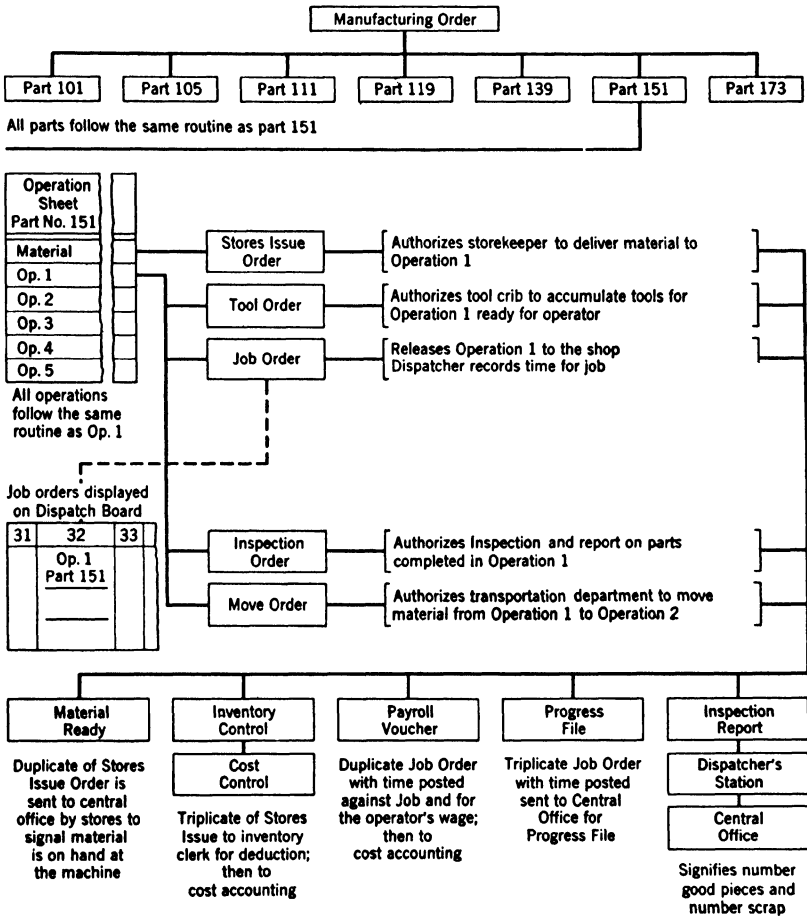 Manufacturing Order
Part 101
Part 105
Part 111
Part 119
Part 139
Part 151
Part 173
All parts follow the same routine as part 151
Operation
Sheet
Part No. 151
Material
Op. 1
Op. 2
Op. 3
Op. 4
Op. 5
All operations
follow the same
routine as Op. 1
Stores Issue
Order
Authorizes storekeeper to deliver material to
Operation 1
Tool Order
Authorizes tool crib to accumulate tools for
Operation 1 ready for operator
Job Order
Releases Operation 1 to the shop
Dispatcher records time for job
Job orders displayed
on Dispatch Board
31
32
33
Op. 1
Part 151
Inspection
Order
Authorizes Inspection and report on parts
completed in Operation 1
Move Order
Authorizes transportation department to move
material from Operation 1 to Operation 2
Material
Ready
Duplicate of Stores
Issue Order is
sent to central
office by stores to
signal material
is on hand at
the machine
Inventory
Control
Cost
Control
Triplicate of Stores
Issue to inventory
clerk for deduction;
then to
cost accounting
Payroll
Voucher
Duplicate Job Order
with time posted
against Job and for
the operator's wage;
then to
cost accounting
Progress
File
Triplicate Job Order
with time posted
sent to Central
Office for
Progress File
Inspection
Report
Dispatcher's
Station
Central
Office
Signifies number
good pieces and
number scrap